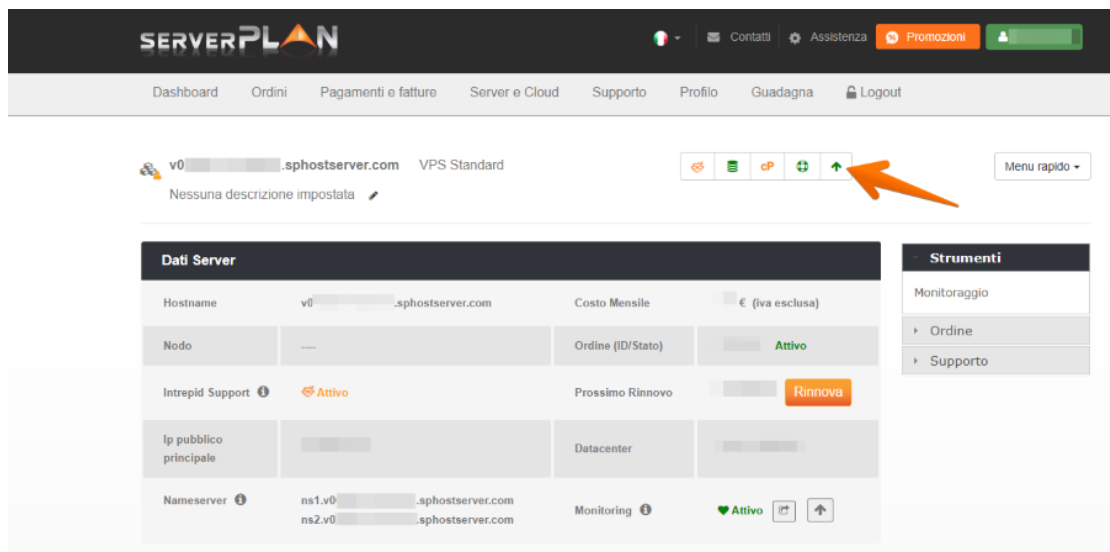 SERVERPLAN
Contatti Assistenza Promozioni
Dashboard Ordini Pagamenti e fatture Server e Cloud Supporto Profilo Guadagna Logout
v0 .sphostserver.com VPS Standard
cP
Menu rapido
Nessuna descrizione impostata
Dati Server
Hostname v0 .sphostserver.com Costo Mensile € (iva esclusa)
Nodo ---- Ordine (ID/Stato) Attivo
Intrepid Support Attivo Prossimo Rinnovo Rinnova
Ip pubblico
principale
Datacenter
Nameserver ns1.v0 .sphostserver.com
ns2.v0 .sphostserver.com
Monitoring Attivo
Strumenti
Monitoraggio
Ordine
Supporto